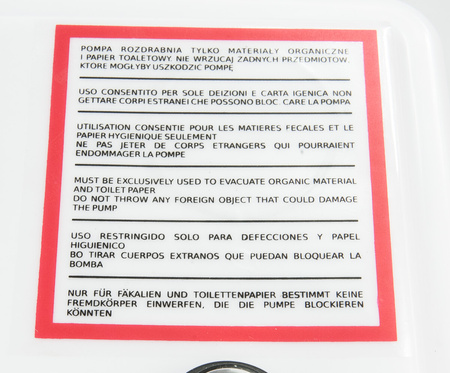 POMPA ROZDRABNIA TYLKO MATERIAŁY ORGANICZNE
I PAPIER TOALETOWY. NIE WRZUCAJ ŻADNYCH PRZEDMIOTÓW,
KTÓRE MOGŁYBY USZKODZIC POMPĘ
USO CONSENTITO PER SOLE DEIZIONI E CARTA IGENICA NON
GETTARE CORPI ESTRANEI CHE POSSONO BLOC CARE LA POMPA
UTILISATION CONSENTIE POUR LES MATIERES FECALES ET LE
PAPIER HYGIENIQUE SEULEMENT
NE PAS JETER DE CORPS ETRANGERS QUI POURRAIENT
ENDOMMAGER LA POMPE
MUST BE EXCLUSIVELY USED TO EVACUATE ORGANIC MATERIAL
AND TOILET PAPER
DO NOT THROW ANY FOREIGN OBJECT THAT COULD DAMAGE
THE PUMP
USO RESTRINGIDO SOLO PARA DEFECCIONES Y PAPEL
HIGUIENICO
BO TIRAR CUERPOS EXTRANOS QUE PUEDAN BLOQUEAR LA
BOMBA
NUR FÜR FÄKALIEN UND TOILETTENPAPIER BESTIMMT KEINE
FREMDKÖRPER EINWERFEN, DIE DIE PUMPE BLOCKIEREN
KÖNNTEN